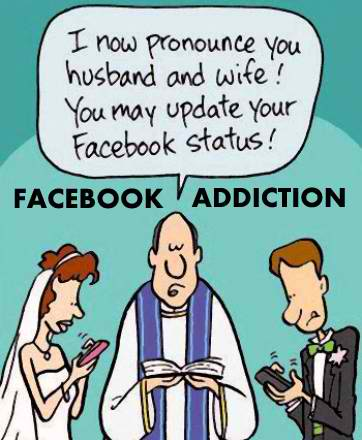 I now pronounce you
husband and wife!
You may update your
Facebook status!
FACEBOOK ADDICTION